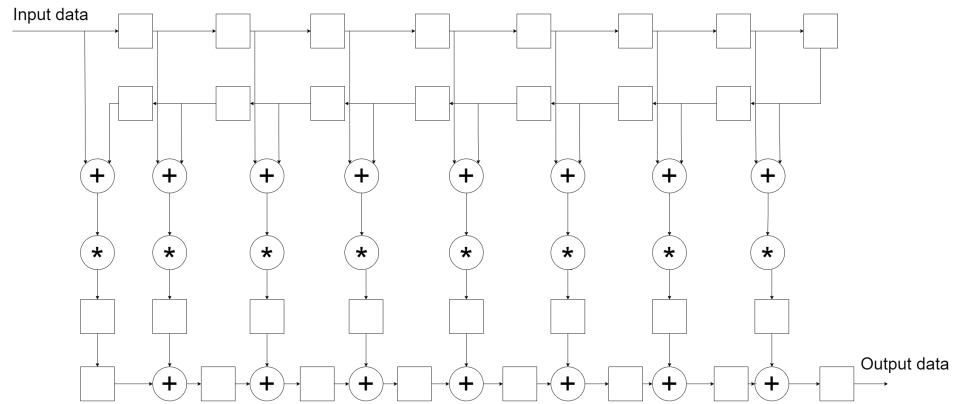 Input data
+ + + + + + + +
* * * * * * * *
Output data
+ + + + + + +